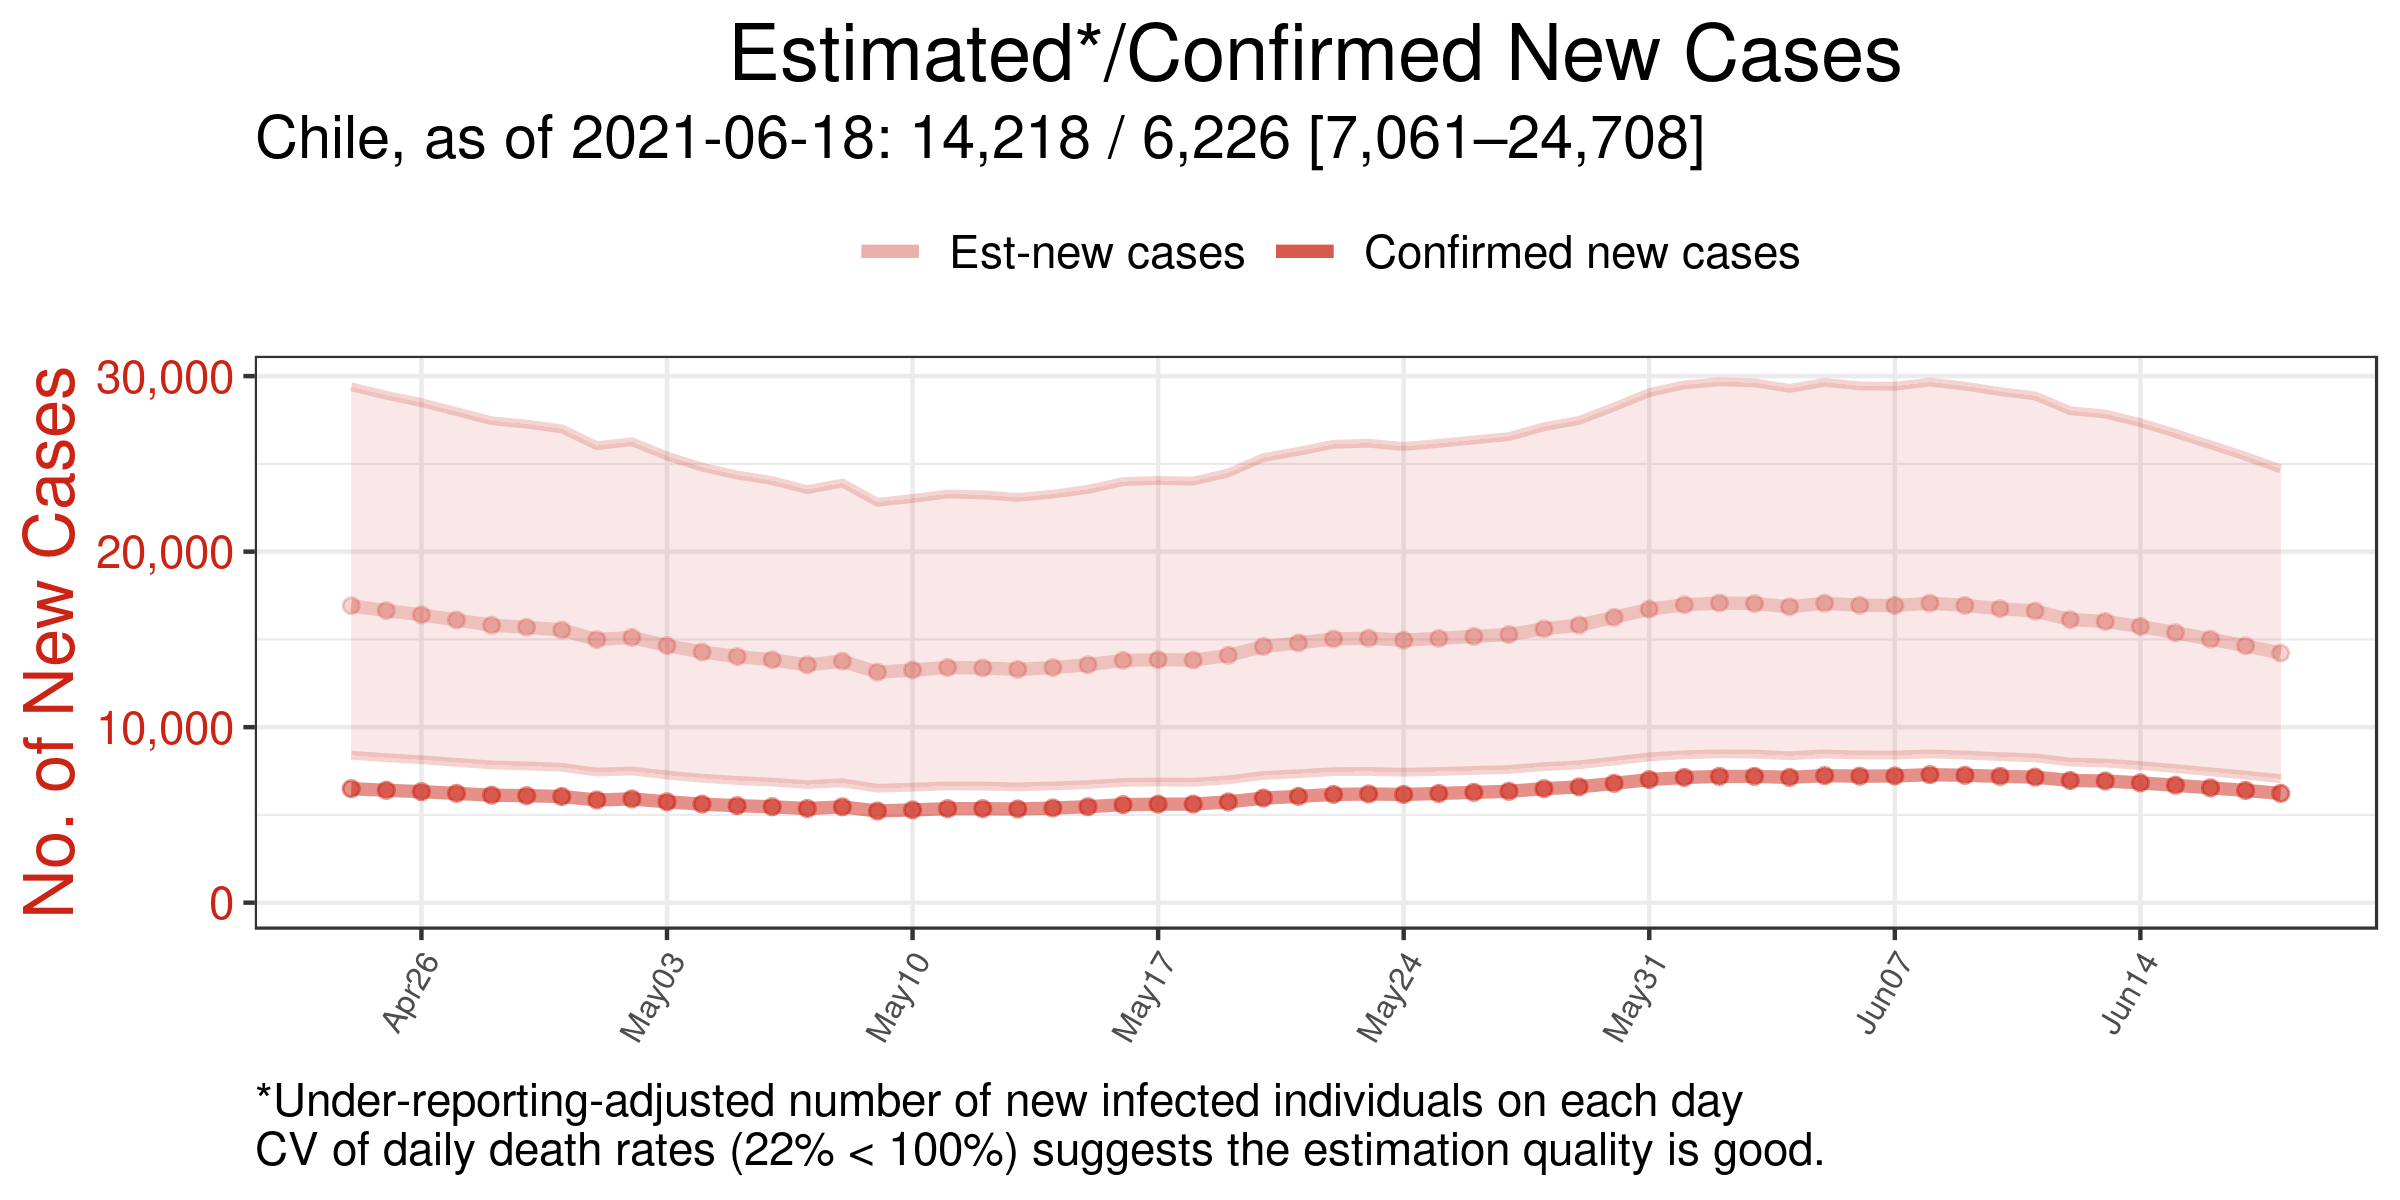 Estimated*/Confirmed New Cases
Chile, as of 2021-06-18: 14,218 / 6,226 [7,061–24,708]
Est-new cases
Confirmed new cases
No. of New Cases
30,000
20,000
10,000
0
Apr26
May03
May10
May17
May24
May31
Jun07
Jun14
*Under-reporting-adjusted number of new infected individuals on each day
CV of daily death rates (22% < 100%) suggests the estimation quality is good.